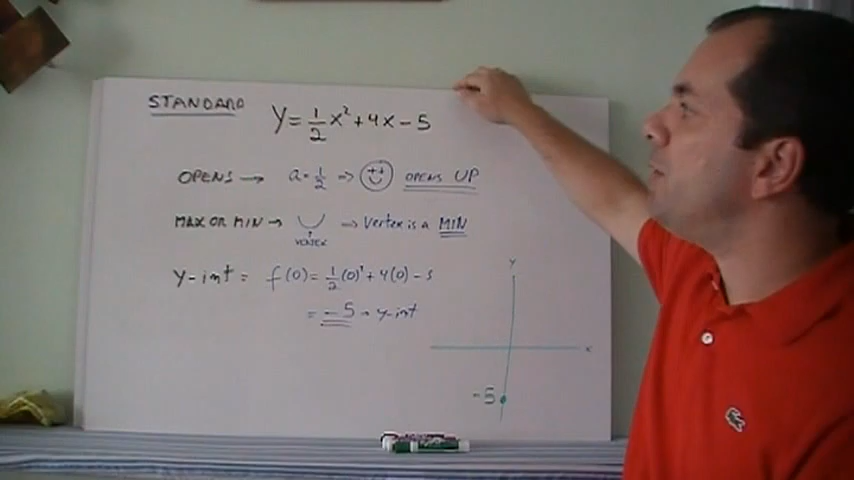 STANDARD y = 1/2 x² + 4x - 5
OPENS → a = 1/2 ⇒ OPENS UP
MAX OR MIN → ⇒ Vertex is a MIN
VERTEX
y-int = f(0) = 1/2 (0)² + 4(0) - 5
= -5 → y-int
y
x
-5